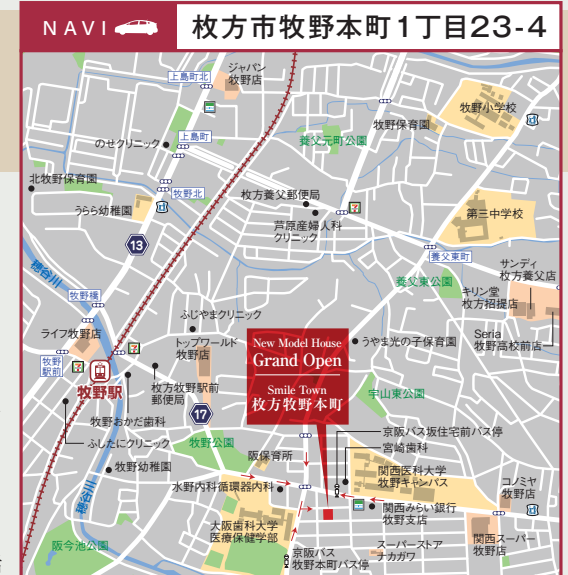 NAVI
枚方市牧野本町1丁目23-4
上島町北
ジャパン
牧野店
牧野小学校
のせクリニック
上島町
養父元町公園
牧野保育園
北牧野保育園
牧野北
枚方養父郵便局
うらら幼稚園
芦原産婦人科
クリニック
第三中学校
13
養父東町
サンディ
枚方養父店
穂谷川
養父東公園
キリン堂
枚方招提店
牧野橋
ふじやまクリニック
Seria
牧野高校前店
ライフ牧野店
トップワールド
牧野店
New Model House
Grand Open
Smile Town
枚方牧野本町
うやま光の子保育園
牧野
駅前
牧野駅
枚方牧野駅前
郵便局
宇山東公園
牧野おかだ歯科
17
ふしたにクリニック
牧野公園
京阪バス坂住宅前バス停
宮崎歯科
牧野幼稚園
阪保育所
関西医科大学
牧野キャンパス
水野内科循環器内科
コノミヤ
牧野店
穂谷川
大阪歯科大学
医療保健学部
関西みらい銀行
牧野支店
阪今池公園
京阪バス
牧野本町バス停
スーパーストア
ナカガワ
関西スーパー
牧野店